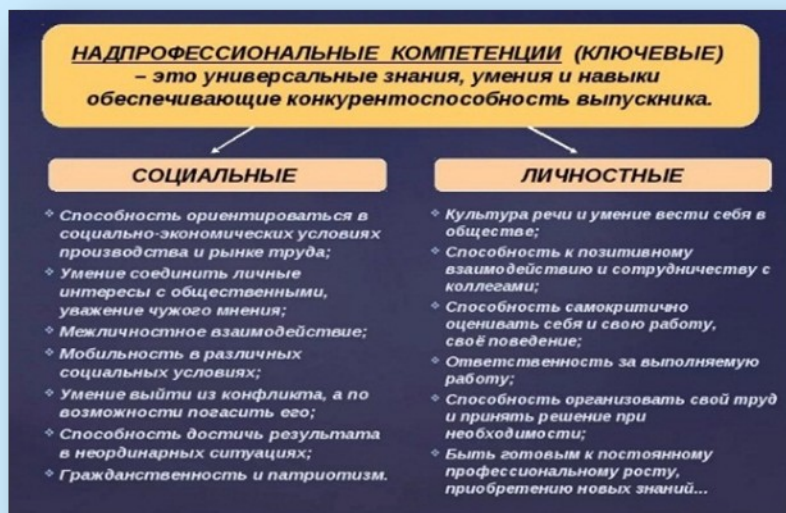 НАДПРОФЕССИОНАЛЬНЫЕ КОМПЕТЕНЦИИ (КЛЮЧЕВЫЕ)
– это универсальные знания, умения и навыки
обеспечивающие конкурентоспособность выпускника.
СОЦИАЛЬНЫЕ
Способность ориентироваться в
социально-экономических условиях
производства и рынке труда;
Умение соединить личные
интересы с общественными,
уважение чужого мнения;
Межличностное взаимодействие;
Мобильность в различных
социальных условиях;
Умение выйти из конфликта, а по
возможности погасить его;
Способность достичь результата
в неординарных ситуациях;
Гражданственность и патриотизм.
ЛИЧНОСТНЫЕ
Культура речи и умение вести себя в
обществе;
Способность к позитивному
взаимодействию и сотрудничеству с
коллегами;
Способность самокритично
оценивать себя и свою работу,
своё поведение;
Ответственность за выполняемую
работу;
Способность организовать свой труд
и принять решение при
необходимости;
Быть готовым к постоянному
профессиональному росту,
приобретению новых знаний...